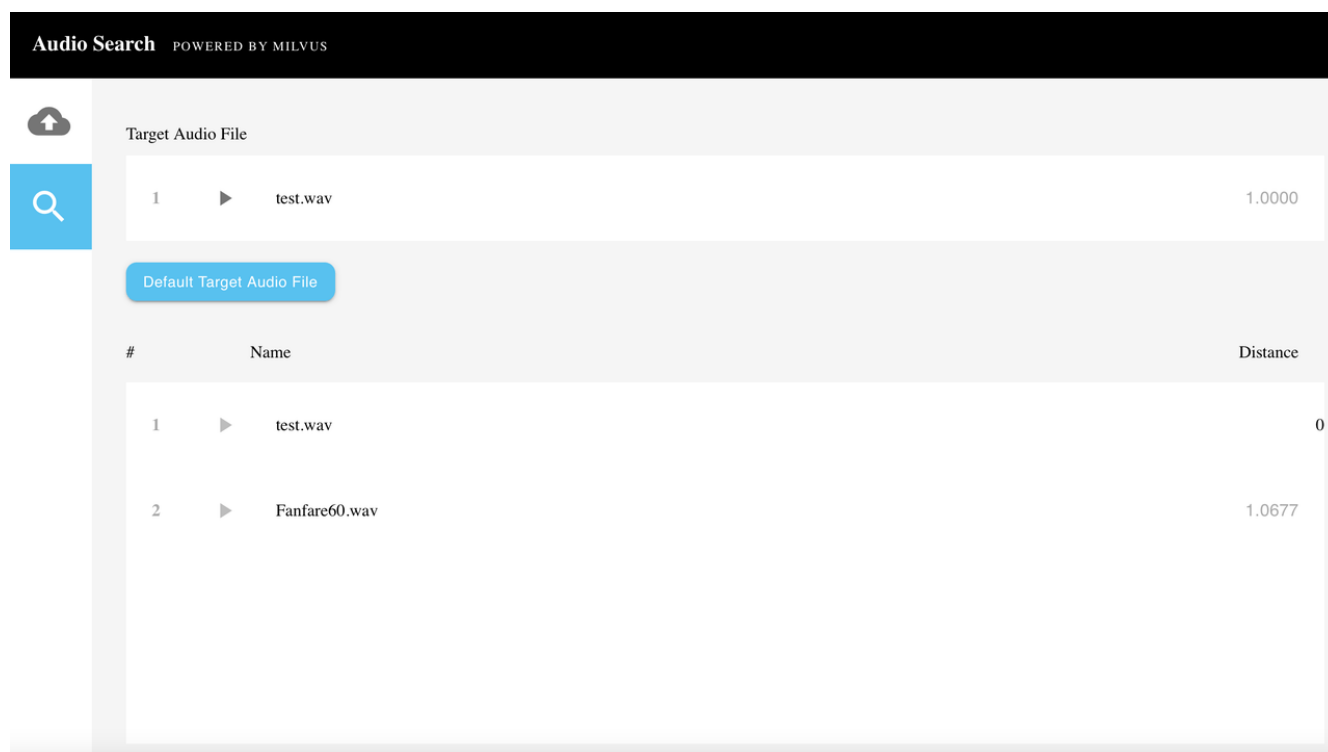 Audio Search POWERED BY MILVUS
Target Audio File
1 test.wav 1.0000
Default Target Audio File
# Name Distance
1 test.wav 0
2 Fanfare60.wav 1.0677